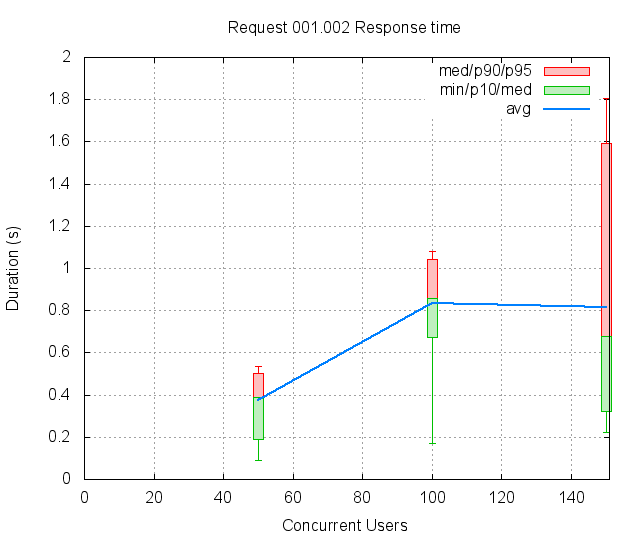 Request 001.002 Response time
med/p90/p95
min/p10/med
avg
2
1.8
1.6
1.4
1.2
1
0.8
0.6
0.4
0.2
0
Duration (s)
0 20 40 60 80 100 120 140
Concurrent Users